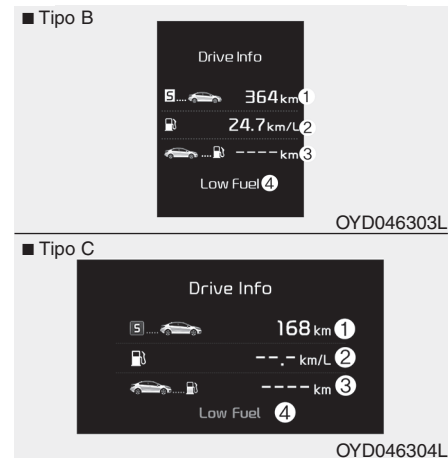 ■ Tipo B
Drive Info
S.... 364 km ①
24.7 km/L ②
.... ---- km ③
Low Fuel ④
OYD046303L
■ Tipo C
Drive Info
S ..... 168 km ①
--.- km/L ②
..... ---- km ③
Low Fuel ④
OYD046304L